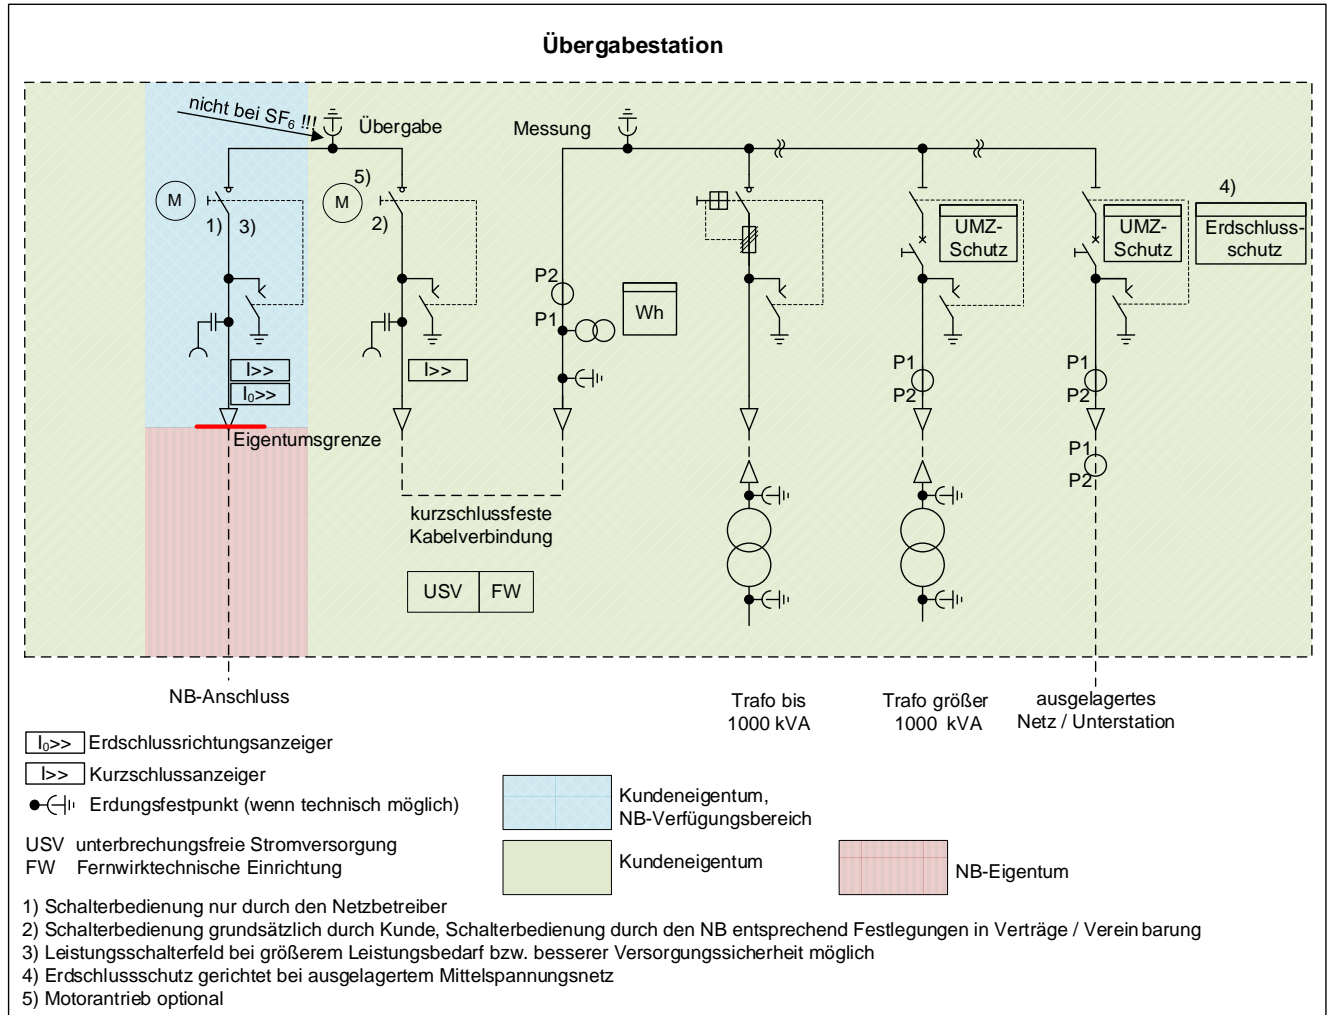 Übergabestation
nicht bei SF6 !!!
Übergabe
Messung
M
1)
3)
5)
M
2)
4)
UMZ-
Schutz
UMZ-
Schutz
Erdschluss-
schutz
P2
P1
Wh
I>>
I0>>
I>>
P1
P2
P1
P2
P1
P2
Eigentumsgrenze
kurzschlussfeste
Kabelverbindung
USV
FW
NB-Anschluss
Trafo bis
1000 kVA
Trafo größer
1000 kVA
ausgelagertes
Netz / Unterstation
I0>> Erdschlussrichtungsanzeiger
I>> Kurzschlussanzeiger
Erdungsfestpunkt (wenn technisch möglich)
USV unterbrechungsfreie Stromversorgung
FW Fernwirktechnische Einrichtung
Kundeneigentum,
NB-Verfügungsbereich
Kundeneigentum
NB-Eigentum
1) Schalterbedienung nur durch den Netzbetreiber
2) Schalterbedienung grundsätzlich durch Kunde, Schalterbedienung durch den NB entsprechend Festlegungen in Verträge / Vereinbarung
3) Leistungsschalterfeld bei größerem Leistungsbedarf bzw. besserer Versorgungssicherheit möglich
4) Erdschlussschutz gerichtet bei ausgelagertem Mittelspannungsnetz
5) Motorantrieb optional